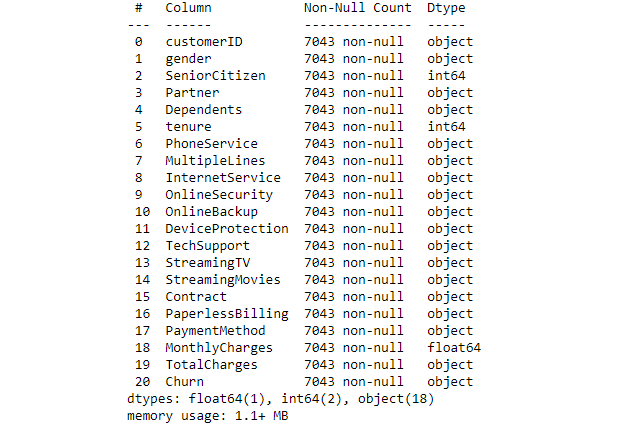 #   Column            Non-Null Count  Dtype
---  ------            --------------  -----
0   customerID        7043 non-null   object
1   gender            7043 non-null   object
2   SeniorCitizen     7043 non-null   int64
3   Partner           7043 non-null   object
4   Dependents        7043 non-null   object
5   tenure            7043 non-null   int64
6   PhoneService      7043 non-null   object
7   MultipleLines     7043 non-null   object
8   InternetService   7043 non-null   object
9   OnlineSecurity    7043 non-null   object
10  OnlineBackup      7043 non-null   object
11  DeviceProtection  7043 non-null   object
12  TechSupport       7043 non-null   object
13  StreamingTV       7043 non-null   object
14  StreamingMovies   7043 non-null   object
15  Contract          7043 non-null   object
16  PaperlessBilling  7043 non-null   object
17  PaymentMethod     7043 non-null   object
18  MonthlyCharges    7043 non-null   float64
19  TotalCharges      7043 non-null   object
20  Churn             7043 non-null   object
dtypes: float64(1), int64(2), object(18)
memory usage: 1.1+ MB